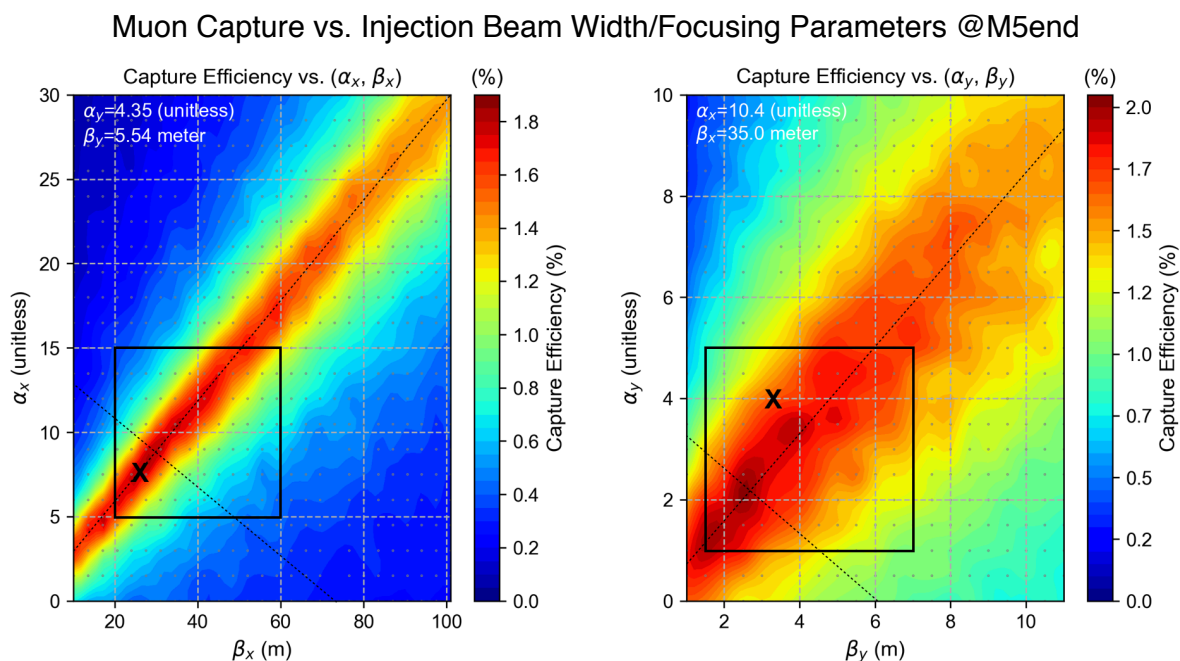 Muon Capture vs. Injection Beam Width/Focusing Parameters @M5end
Capture Efficiency vs. (αx, βx)
(%)
αy=4.35 (unitless)
βy=5.54 meter
30
25
20
15
10
5
0
αx (unitless)
20
40
60
80
100
βx (m)
X
1.8
1.6
1.4
1.2
1.0
0.8
0.6
0.4
0.2
0.0
Capture Efficiency (%)
Capture Efficiency vs. (αy, βy)
(%)
αx=10.4 (unitless)
βx=35.0 meter
10
8
6
4
2
0
αy (unitless)
2
4
6
8
10
βy (m)
X
2.0
1.7
1.5
1.2
1.0
0.7
0.5
0.2
0.0
Capture Efficiency (%)